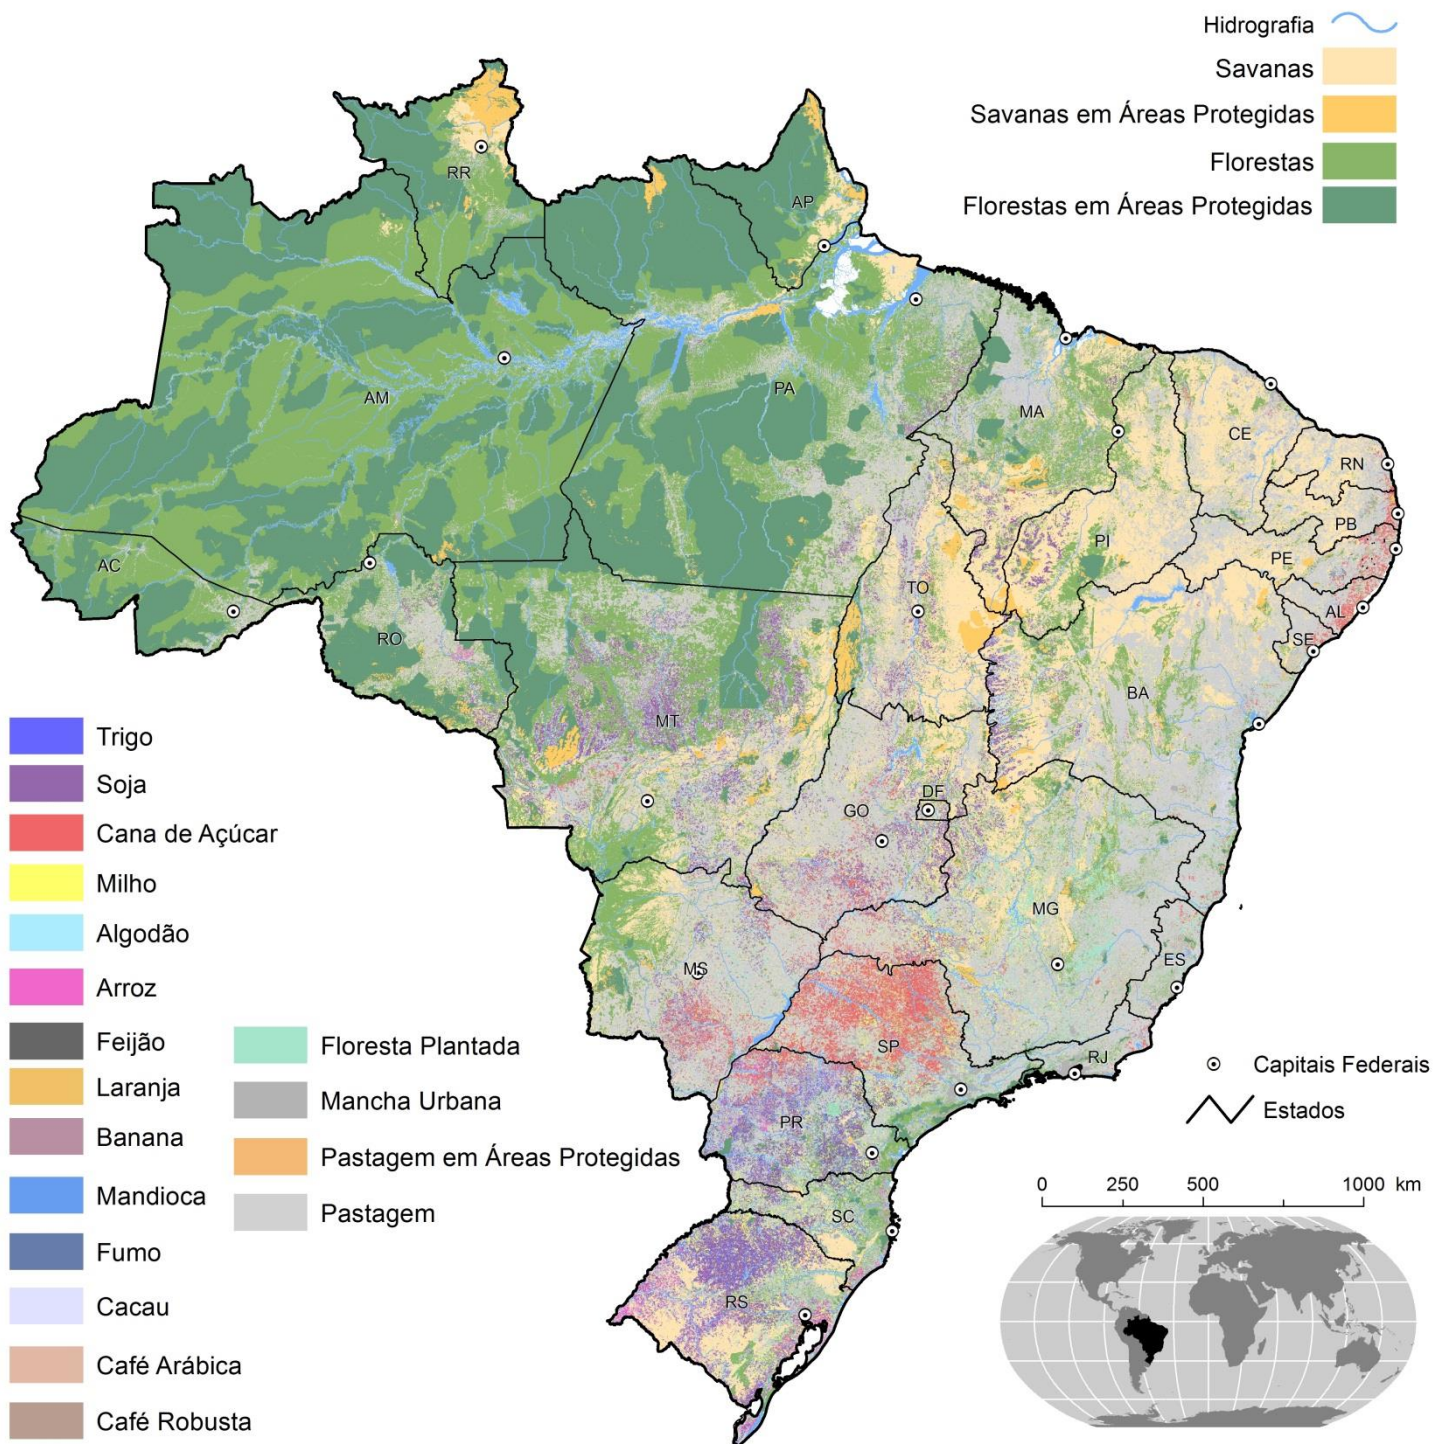 Hidrografia
Savanas
Savanas em Áreas Protegidas
Florestas
Florestas em Áreas Protegidas
RR
AP
AM
PA
MA
CE
RN
PB
PE
PI
AC
TO
AL
SE
RO
BA
MT
DF
GO
MG
ES
MS
SP
RJ
PR
SC
RS
Trigo
Soja
Cana de Açúcar
Milho
Algodão
Arroz
Feijão
Laranja
Banana
Mandioca
Fumo
Cacau
Café Arábica
Café Robusta
Floresta Plantada
Mancha Urbana
Pastagem em Áreas Protegidas
Pastagem
Capitais Federais
Estados
0 250 500 1000 km